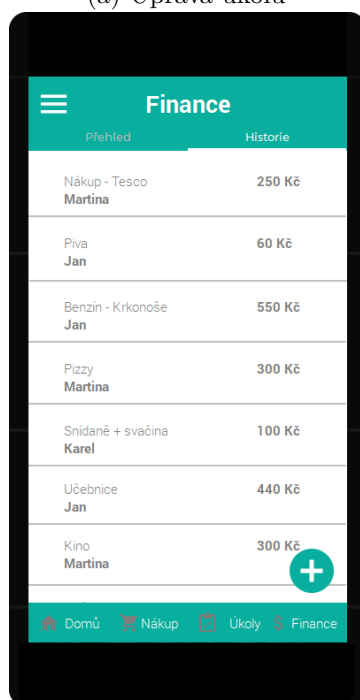 (a) Úprava úkolu
Finance
Přehled Historie
Nákup - Tesco 250 Kč
Martina
Piva 60 Kč
Jan
Benzín - Krkonoše 550 Kč
Jan
Pizzy 300 Kč
Martina
Snídaně + svačina 100 Kč
Karel
Učebnice 440 Kč
Jan
Kino 300 Kč
Martina
Domů Nákup Úkoly $ Finance